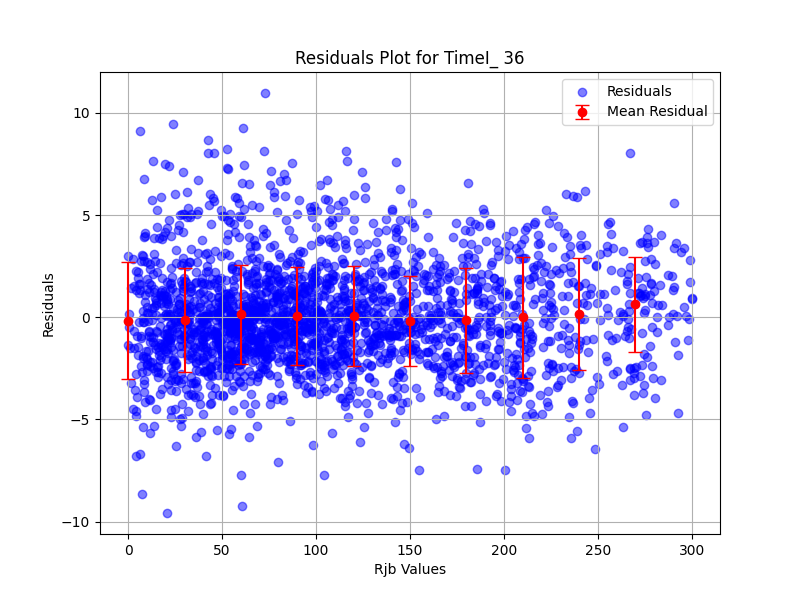 Residuals Plot for TimeI_ 36
Residuals
Mean Residual
Residuals
10
5
0
−5
−10
0 50 100 150 200 250 300
Rjb Values